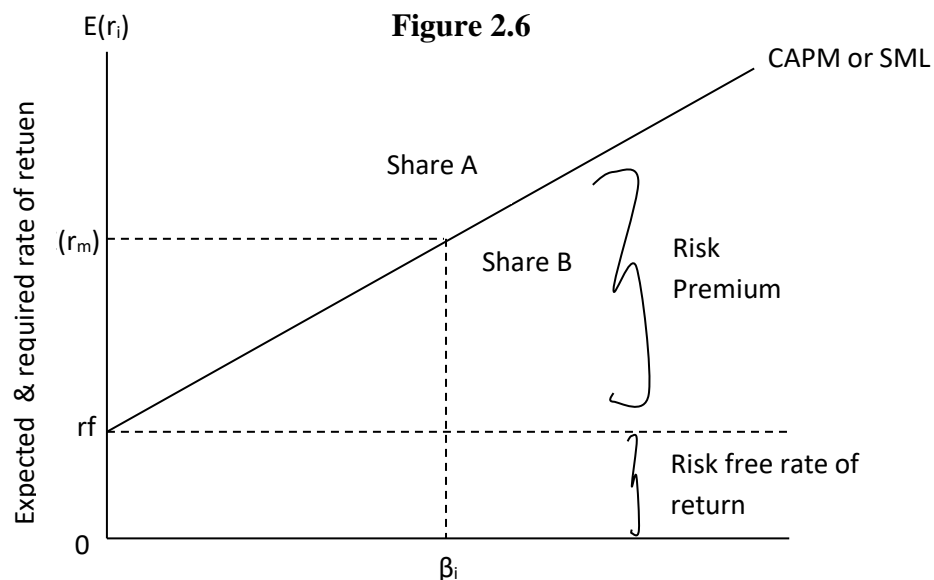 E(rᵢ)
Figure 2.6
CAPM or SML
Share A
(rₘ)
Share B
Risk
Premium
Expected & required rate of retuen
rf
Risk free rate of
return
0
βᵢ